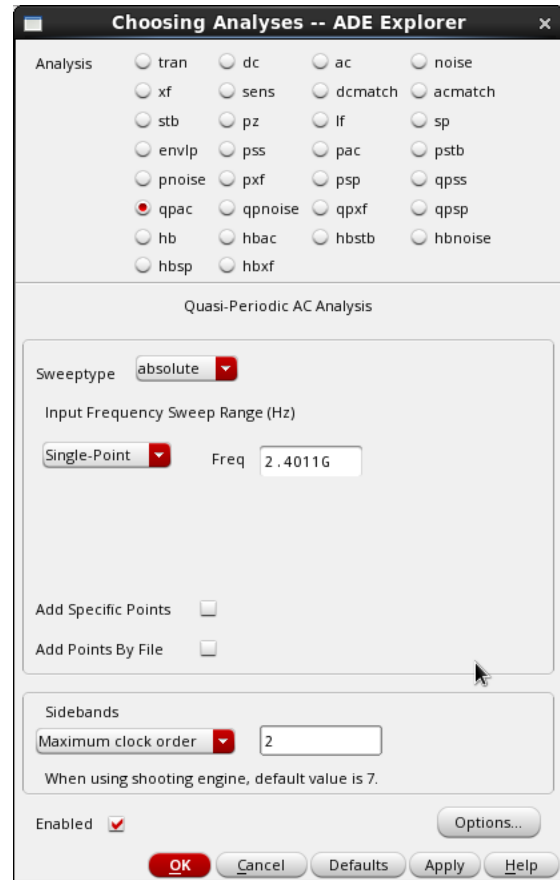 Choosing Analyses -- ADE Explorer
Analysis tran dc ac noise
xf sens dcmatch acmatch
stb pz lf sp
envlp pss pac pstb
pnoise pxf psp qpss
qpac qpnoise qpxf qpsp
hb hbac hbstb hbnoise
hbsp hbxf
Quasi-Periodic AC Analysis
Sweeptype absolute
Input Frequency Sweep Range (Hz)
Single-Point Freq 2.4011G
Add Specific Points
Add Points By File
Sidebands
Maximum clock order 2
When using shooting engine, default value is 7.
Enabled Options...
OK Cancel Defaults Apply Help